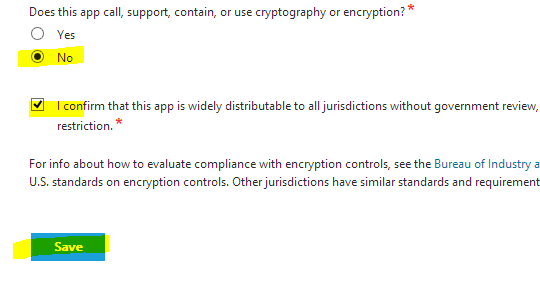 Does this app call, support, contain, or use cryptography or encryption? *
Yes
No
I confirm that this app is widely distributable to all jurisdictions without government review,
restriction. *
For info about how to evaluate compliance with encryption controls, see the Bureau of Industry a
U.S. standards on encryption controls. Other jurisdictions have similar standards and requirement
Save